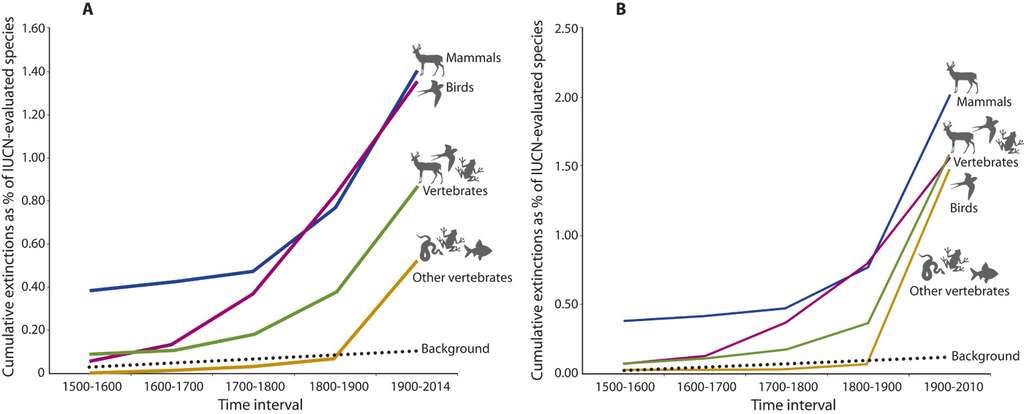 A
Cumulative extinctions as % of IUCN-evaluated species
1.60
1.40
1.20
1.00
0.80
0.60
0.40
0.20
0
Mammals
Birds
Vertebrates
Other vertebrates
Background
1500-1600
1600-1700
1700-1800
1800-1900
1900-2014
Time interval
B
Cumulative extinctions as % of IUCN-evaluated species
2.50
2.00
1.50
1.00
0.50
0.00
Mammals
Vertebrates
Birds
Other vertebrates
Background
1500-1600
1600-1700
1700-1800
1800-1900
1900-2010
Time interval